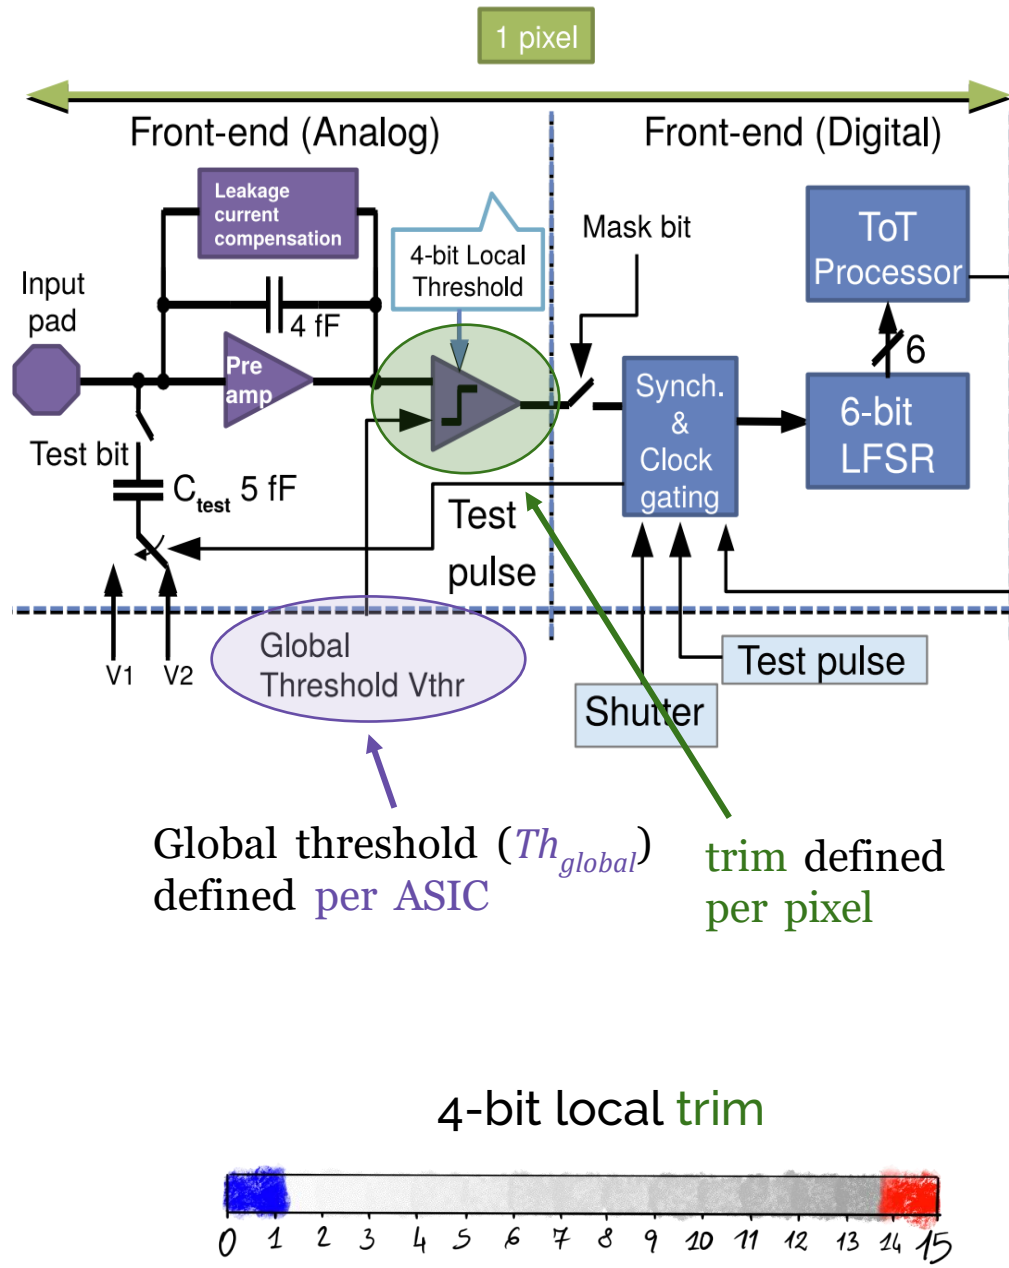 1 pixel
Front-end (Analog)
Front-end (Digital)
Leakage
current
compensation
4-bit Local
Threshold
Mask bit
ToT
Processor
Input
pad
4 fF
Pre
amp
6
Synch.
&
Clock
gating
6-bit
LFSR
Test bit
Ctest 5 fF
Test
pulse
V1
V2
Global
Threshold Vthr
Test pulse
Shutter
Global threshold (Thglobal)
defined per ASIC
trim defined
per pixel
4-bit local trim
0 1 2 3 4 5 6 7 8 9 10 11 12 13 14 15